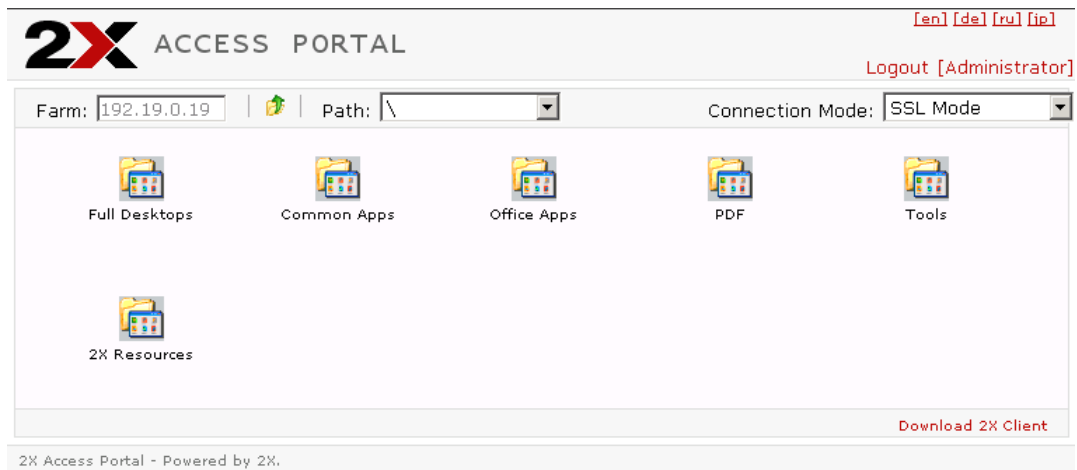 2X ACCESS PORTAL
[en] [de] [ru] [jp]
Logout [Administrator]
Farm: 192.19.0.19 Path: \ Connection Mode: SSL Mode
Full Desktops Common Apps Office Apps PDF Tools
2X Resources
Download 2X Client
2X Access Portal - Powered by 2X.